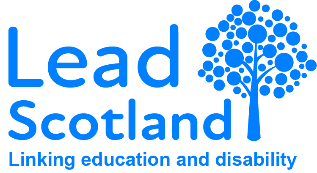 Lead
Scotland
Linking education and disability